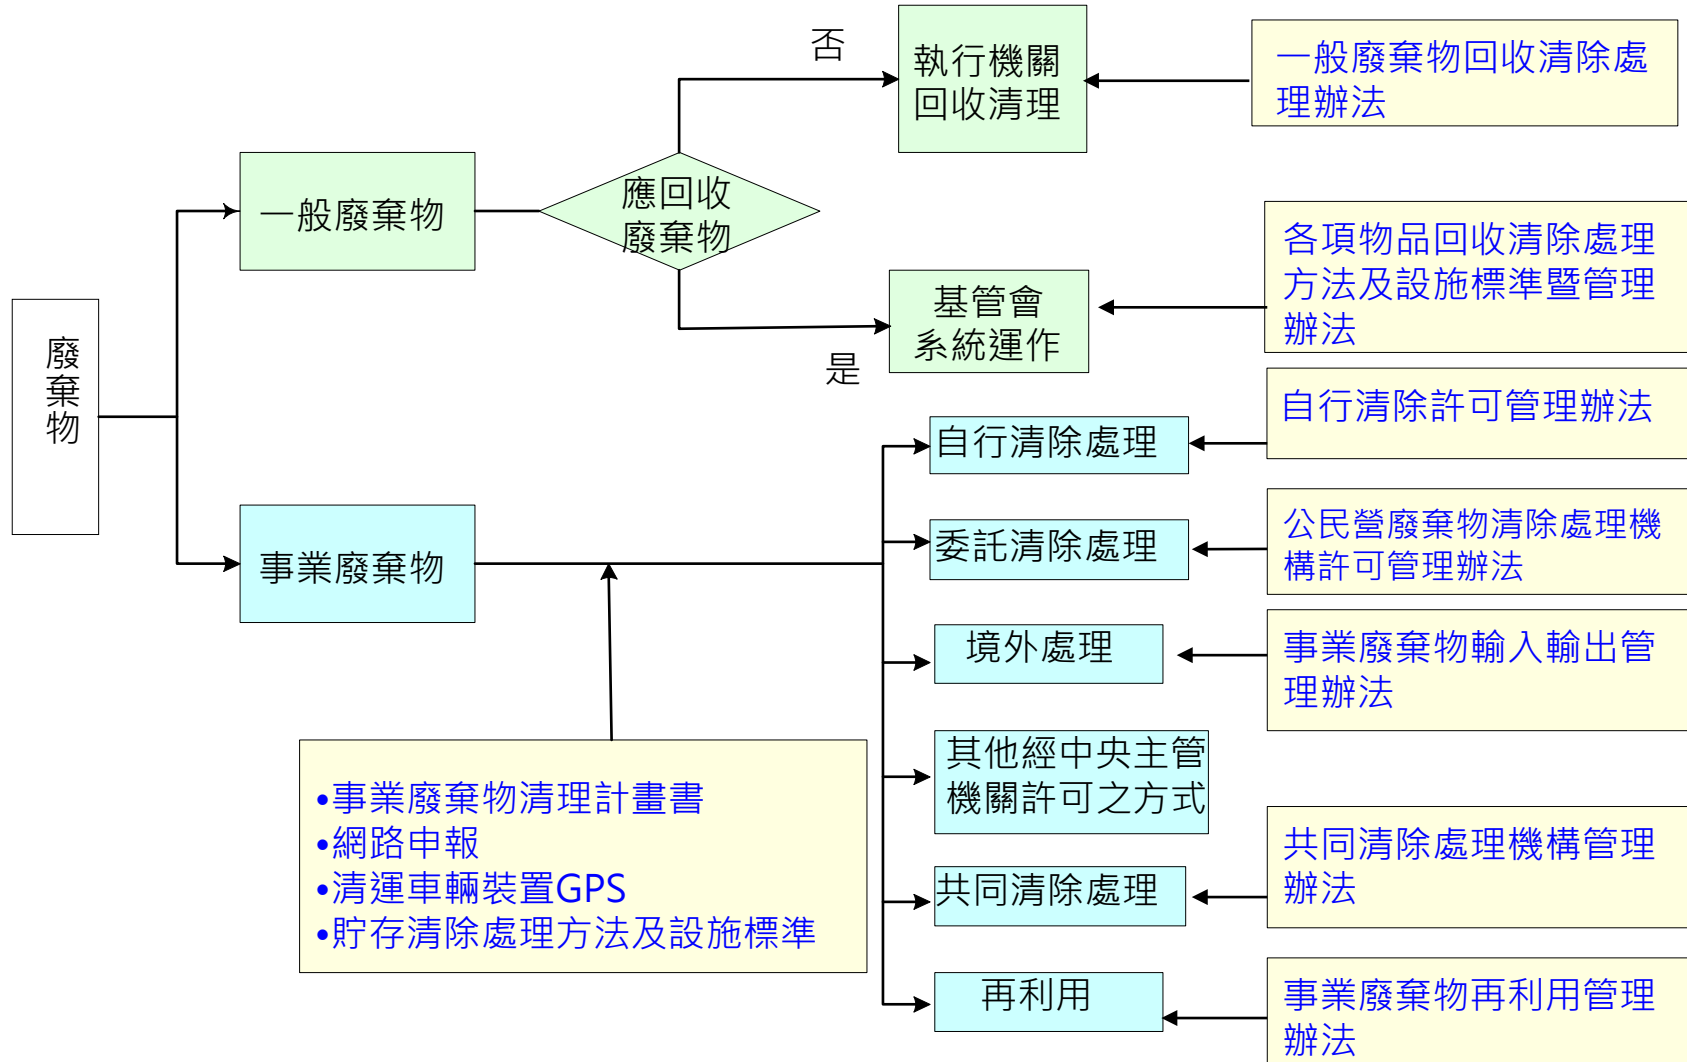 否
執行機關
回收清理
一般廢棄物回收清除處
理辦法
一般廢棄物
應回收
廢棄物
各項物品回收清除處理
方法及設施標準暨管理
辦法
基管會
系統運作
是
廢棄物
自行清除處理
自行清除許可管理辦法
委託清除處理
公民營廢棄物清除處理機
構許可管理辦法
事業廢棄物
境外處理
事業廢棄物輸入輸出管
理辦法
其他經中央主管
機關許可之方式
•事業廢棄物清理計畫書
•網路申報
•清運車輛裝置GPS
•貯存清除處理方法及設施標準
共同清除處理
共同清除處理機構管理
辦法
再利用
事業廢棄物再利用管理
辦法